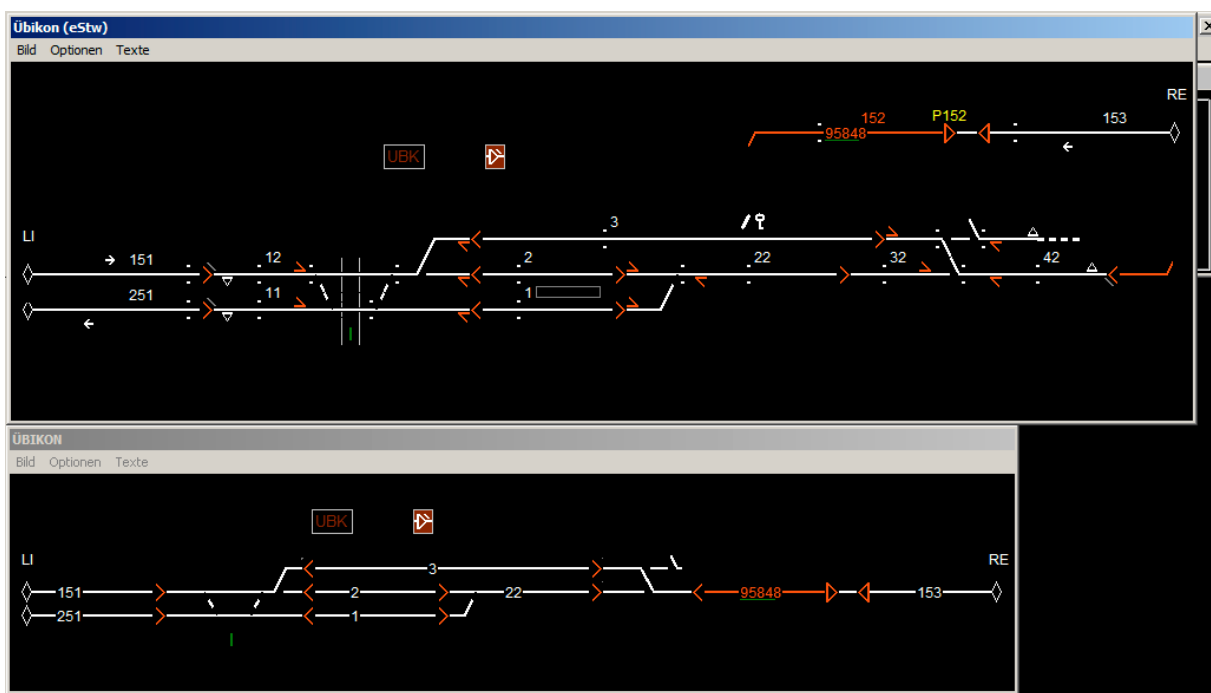 Übikon (eStw)
Bild Optionen Texte
RE
152 P152 153
95848
UBK
LI
3
151 12 2 22 32 42
251 11 1
ÜBIKON
Bild Optionen Texte
UBK
LI RE
3
151 2 22 95848 153
251 1